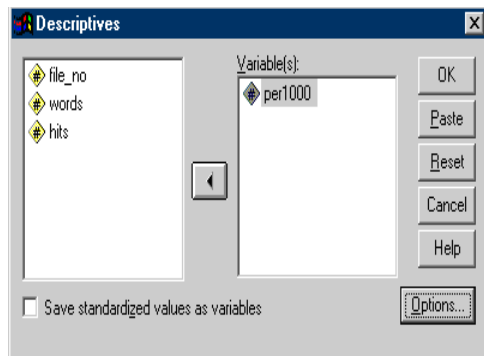 Descriptives
file_no
words
hits
Variable(s):
per1000
OK
Paste
Reset
Cancel
Help
Save standardized values as variables
Options...